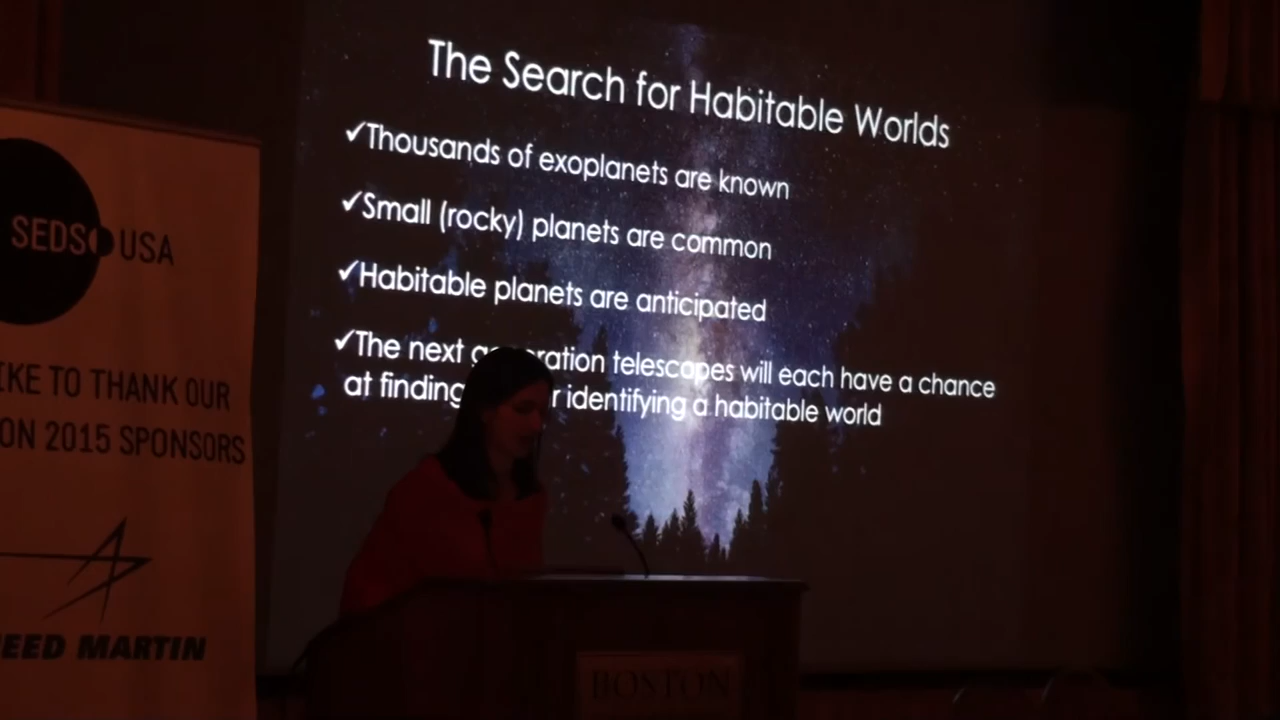 The Search for Habitable Worlds
✓Thousands of exoplanets are known
✓Small (rocky) planets are common
✓Habitable planets are anticipated
✓The next ration telescopes will each have a chance
at finding r identifying a habitable world
SEDS USA
IKE TO THANK OUR
ON 2015 SPONSORS
EED MARTIN
BOSTON